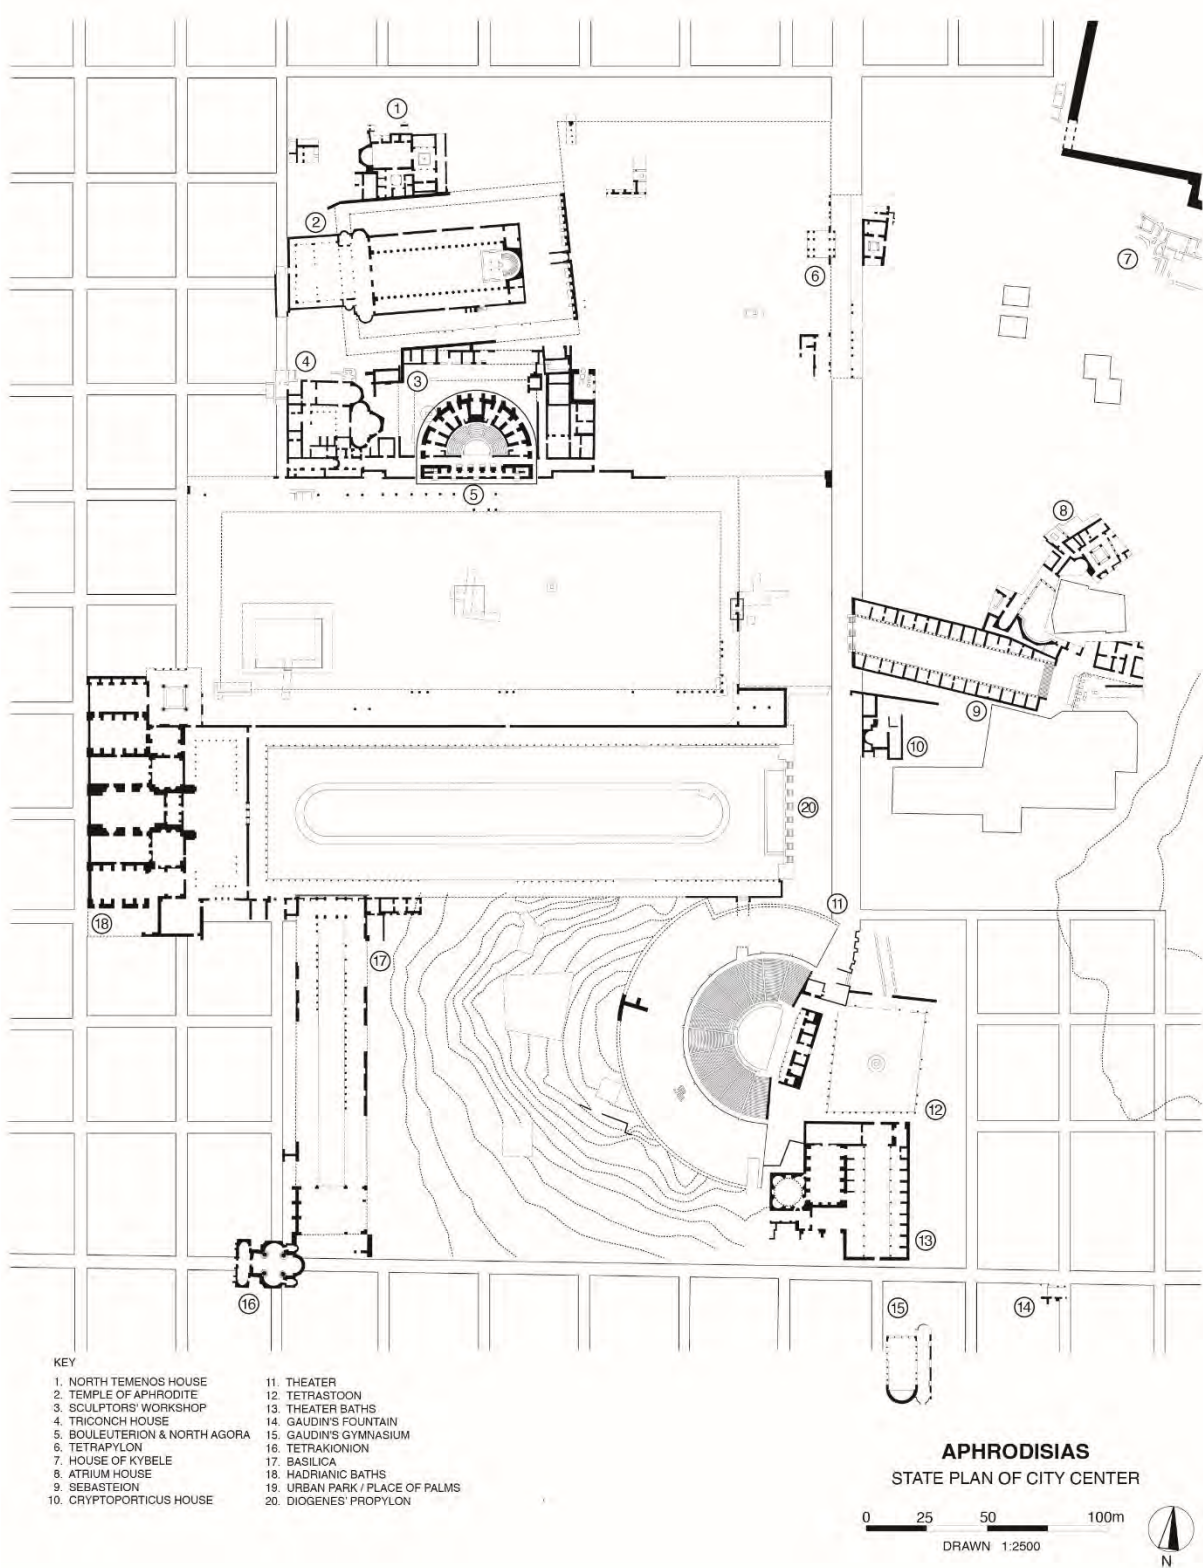 1
2
6
7
4
3
5
8
9
10
20
11
18
17
12
13
16
15
14
KEY
1. NORTH TEMENOS HOUSE
2. TEMPLE OF APHRODITE
3. SCULPTORS' WORKSHOP
4. TRICONCH HOUSE
5. BOULEUTERION & NORTH AGORA
6. TETRAPYLON
7. HOUSE OF KYBELE
8. ATRIUM HOUSE
9. SEBASTEION
10. CRYPTOPORTICUS HOUSE
11. THEATER
12. TETRASTOON
13. THEATER BATHS
14. GAUDIN'S FOUNTAIN
15. GAUDIN'S GYMNASIUM
16. TETRAKIONION
17. BASILICA
18. HADRIANIC BATHS
19. URBAN PARK / PLACE OF PALMS
20. DIOGENES' PROPYLON
APHRODISIAS
STATE PLAN OF CITY CENTER
0 25 50 100m
DRAWN 1:2500
N